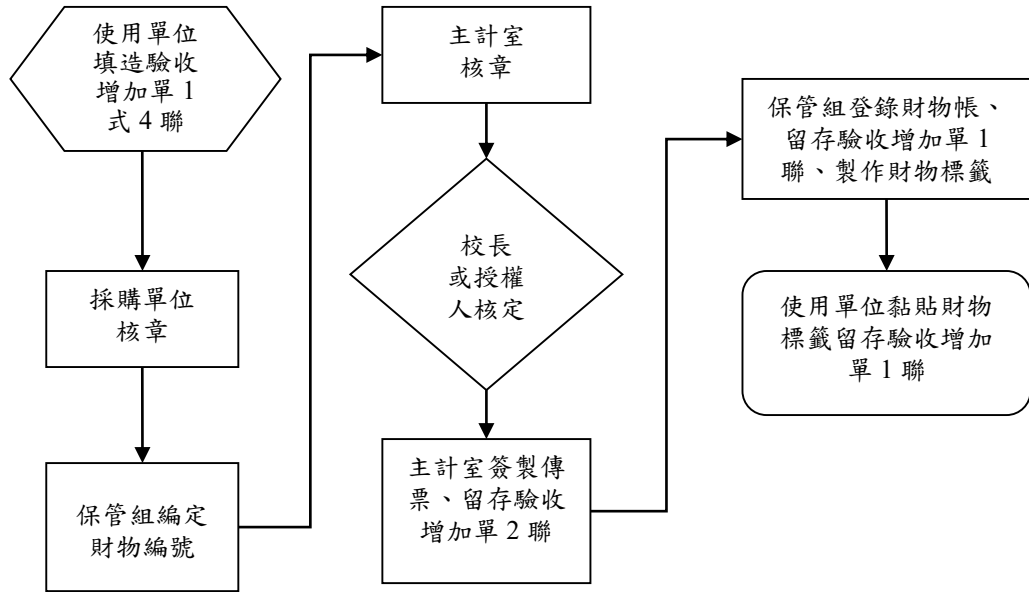 使用單位
填造驗收
增加單 1
式 4 聯
採購單位
核章
保管組編定
財物編號
主計室
核章
校長
或授權
人核定
主計室簽製傳
票、留存驗收
增加單 2 聯
保管組登錄財物帳、
留存驗收增加單 1
聯、製作財物標籤
使用單位黏貼財物
標籤留存驗收增加
單 1 聯